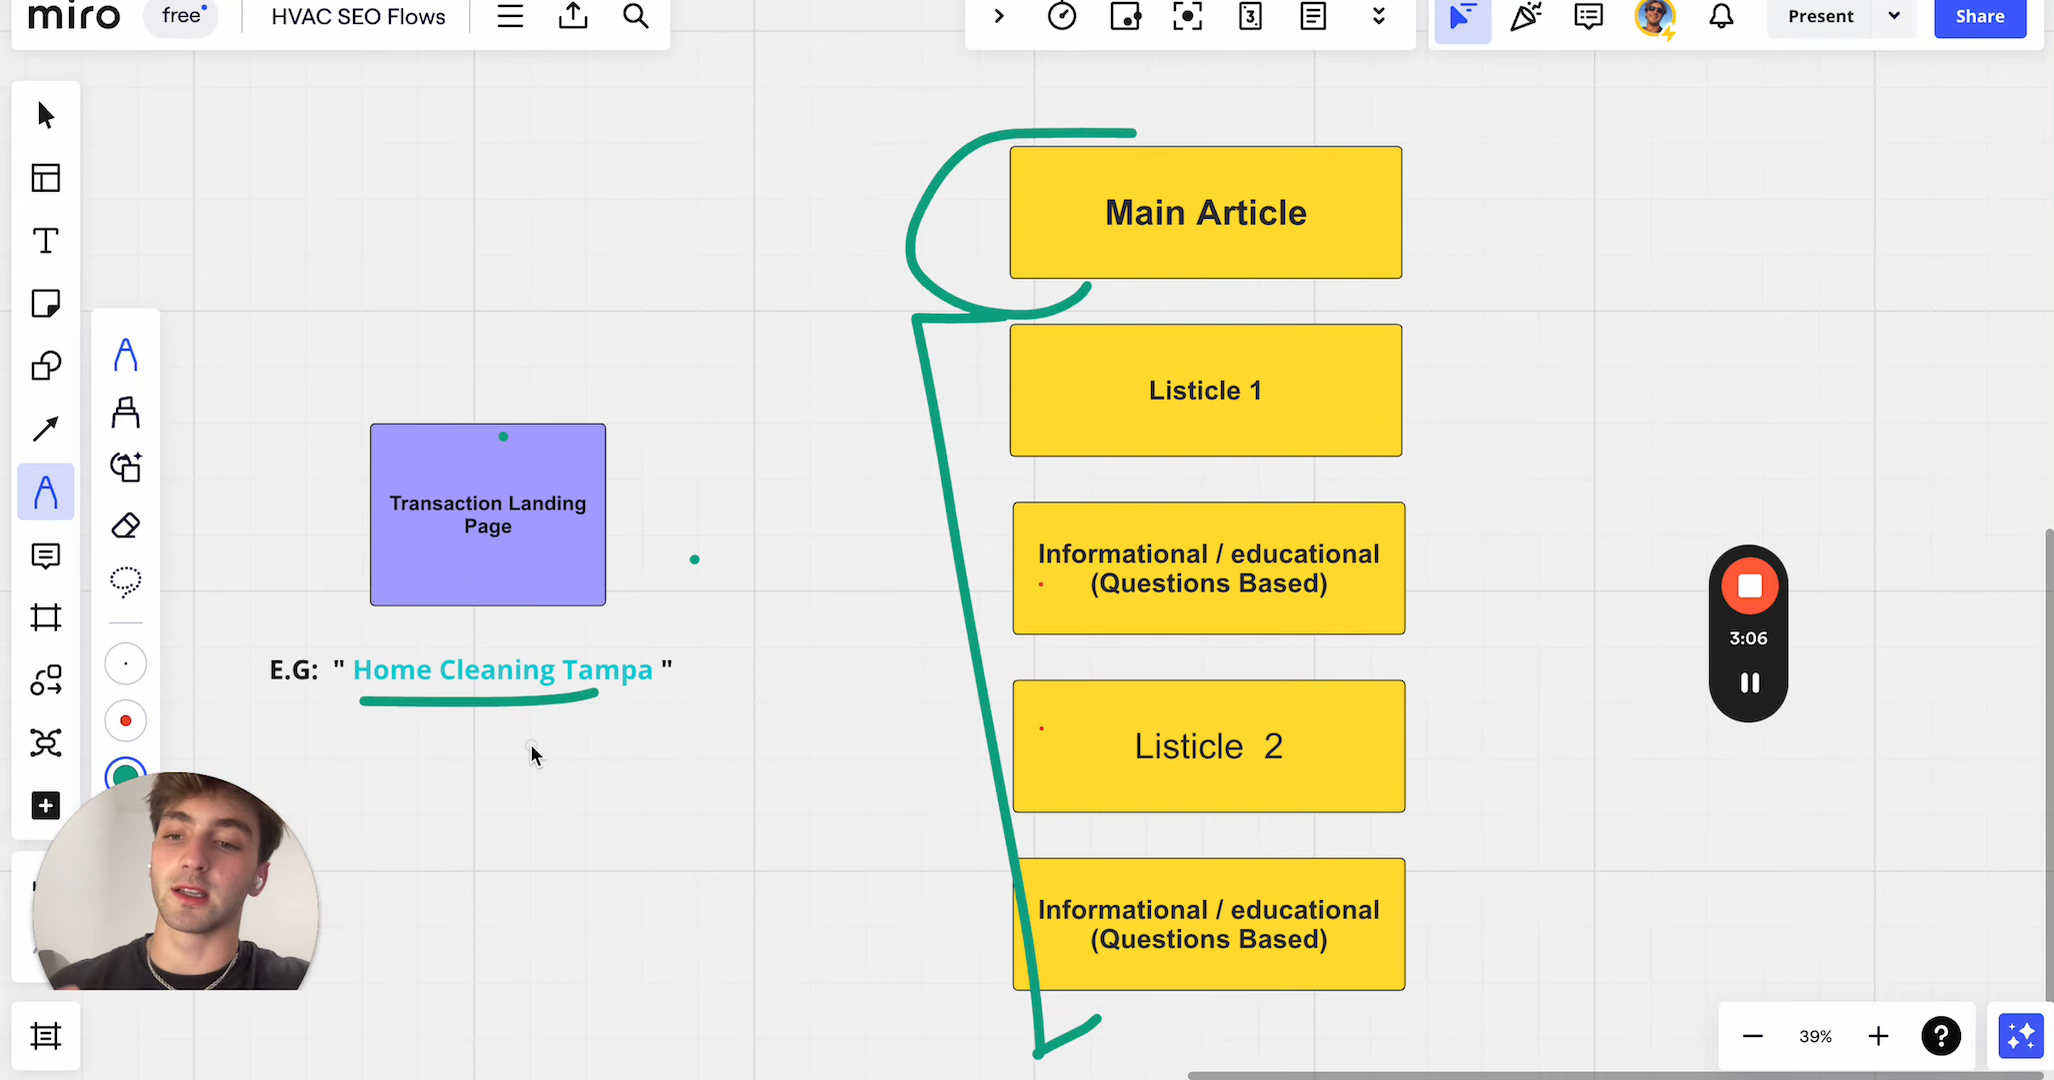 miro
free
HVAC SEO Flows
3
Present
Share
Main Article
Listicle 1
Transaction Landing
Page
Informational / educational
(Questions Based)
3:06
E.G: " Home Cleaning Tampa "
Listicle 2
Informational / educational
(Questions Based)
39%
?